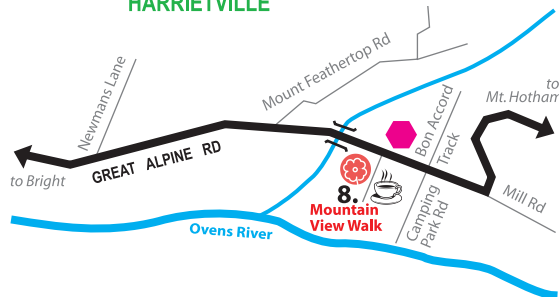 HARRIETVILLE
Newmans Lane
Mount Feathertop Rd
to
Mt. Hotham
Bon Accord
Track
to Bright
GREAT ALPINE RD
8.
Mountain
View Walk
Camping
Park Rd
Mill Rd
Ovens River